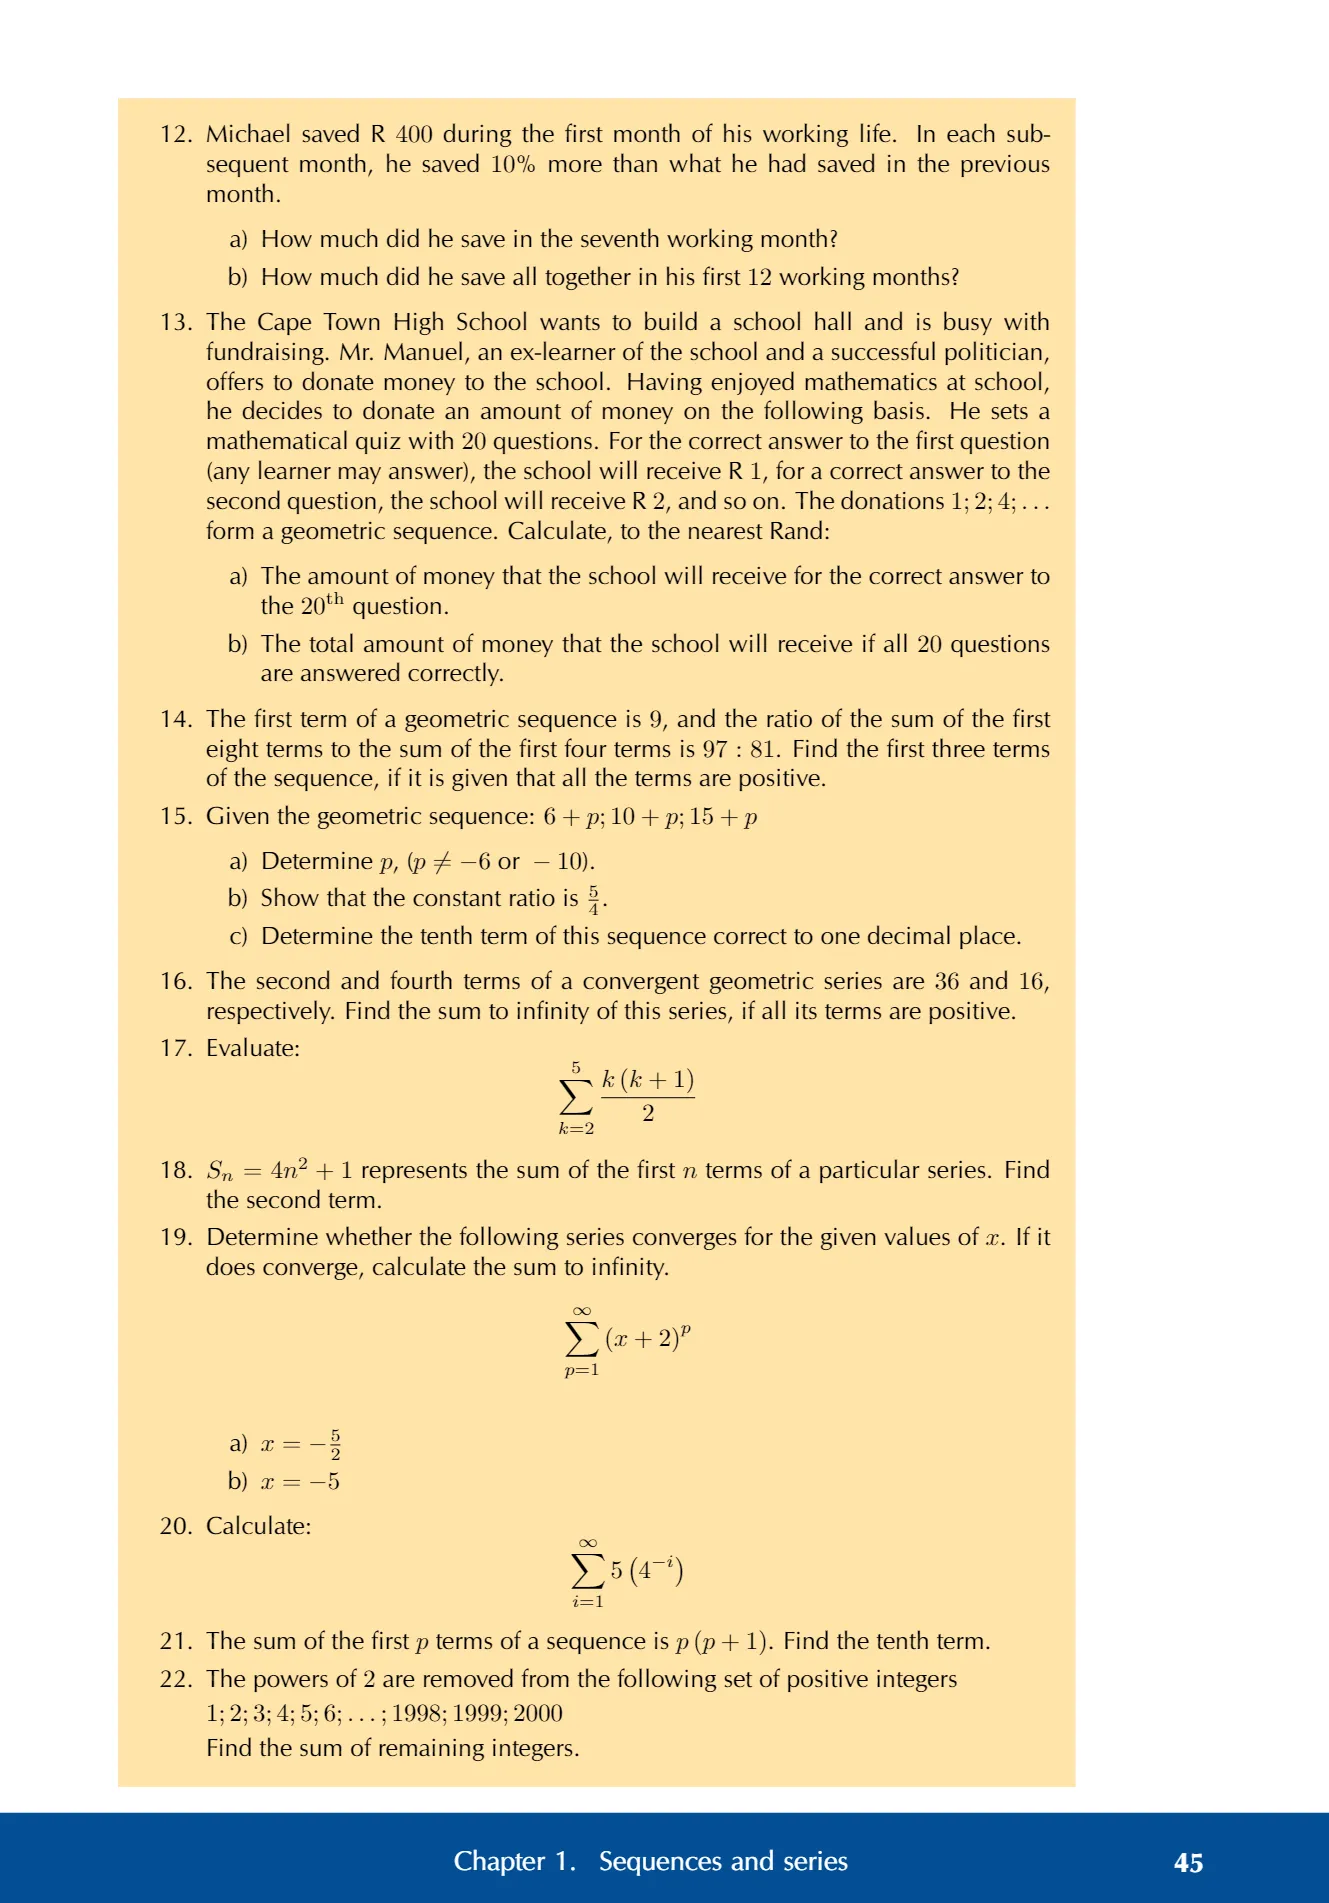 12. Michael saved R 400 during the first month of his working life. In each sub-
sequent month, he saved 10% more than what he had saved in the previous
month.
a) How much did he save in the seventh working month?
b) How much did he save all together in his first 12 working months?
13. The Cape Town High School wants to build a school hall and is busy with
fundraising. Mr. Manuel, an ex-learner of the school and a successful politician,
offers to donate money to the school. Having enjoyed mathematics at school,
he decides to donate an amount of money on the following basis. He sets a
mathematical quiz with 20 questions. For the correct answer to the first question
(any learner may answer), the school will receive R 1, for a correct answer to the
second question, the school will receive R 2, and so on. The donations 1; 2; 4; . . .
form a geometric sequence. Calculate, to the nearest Rand:
a) The amount of money that the school will receive for the correct answer to
the 20th question.
b) The total amount of money that the school will receive if all 20 questions
are answered correctly.
14. The first term of a geometric sequence is 9, and the ratio of the sum of the first
eight terms to the sum of the first four terms is 97 : 81. Find the first three terms
of the sequence, if it is given that all the terms are positive.
15. Given the geometric sequence: 6 + p; 10 + p; 15 + p
a) Determine p, (p ≠ −6 or − 10).
b) Show that the constant ratio is 5/4.
c) Determine the tenth term of this sequence correct to one decimal place.
16. The second and fourth terms of a convergent geometric series are 36 and 16,
respectively. Find the sum to infinity of this series, if all its terms are positive.
17. Evaluate:
∑_{k=2}^{5} k (k + 1) / 2
18. Sₙ = 4n² + 1 represents the sum of the first n terms of a particular series. Find
the second term.
19. Determine whether the following series converges for the given values of x. If it
does converge, calculate the sum to infinity.
∑_{p=1}^{∞} (x + 2)^p
a) x = −5/2
b) x = −5
20. Calculate:
∑_{i=1}^{∞} 5 (4^{−i})
21. The sum of the first p terms of a sequence is p (p + 1). Find the tenth term.
22. The powers of 2 are removed from the following set of positive integers
1; 2; 3; 4; 5; 6; . . . ; 1998; 1999; 2000
Find the sum of remaining integers.
Chapter 1. Sequences and series 45